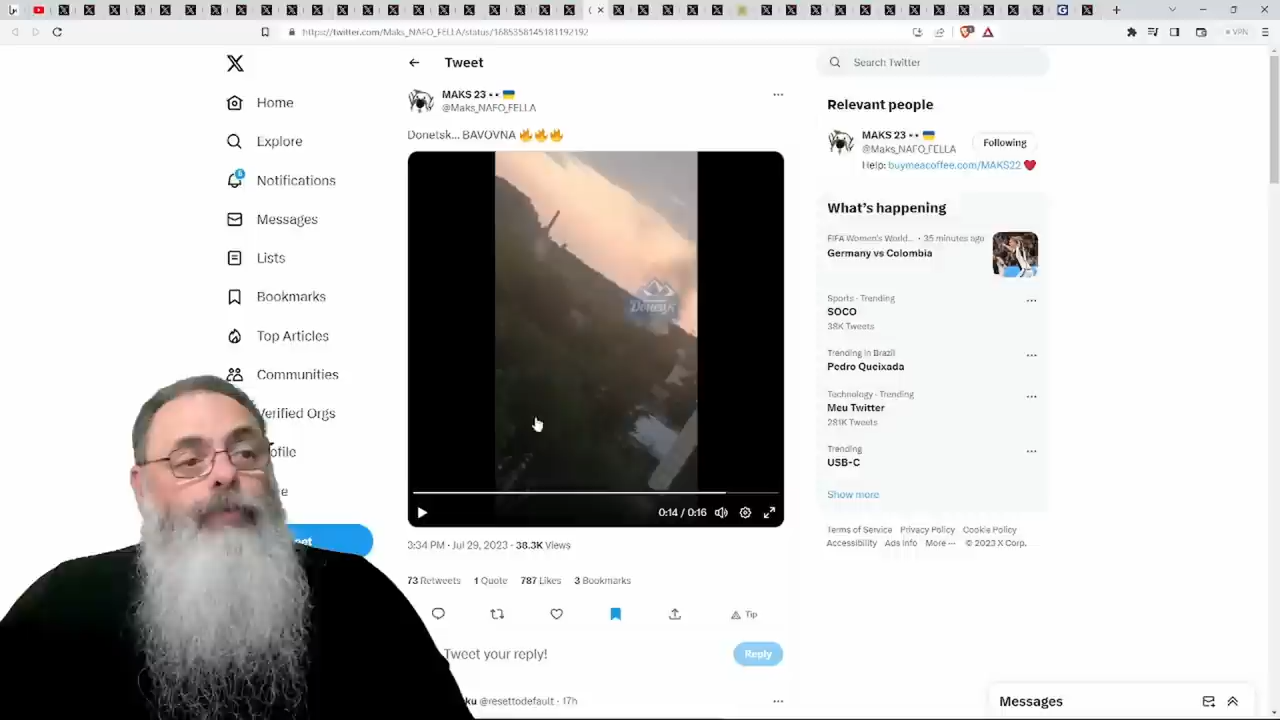 https://twitter.com/Maks_NAFO_FELLA/status/1685358145181192192
VPN
Home
Explore
6
Notifications
Messages
Lists
Bookmarks
Top Articles
Communities
Verified Orgs
Tweet
MAKS 23
@Maks_NAFO_FELLA
Donetsk... BAVOVNA 🔥🔥🔥
0:14 / 0:16
3:34 PM · Jul 29, 2023 · 38.3K Views
73 Retweets 1 Quote 787 Likes 3 Bookmarks
Tip
Tweet your reply!
Reply
@resettodefault · 17h
Search Twitter
Relevant people
MAKS 23
@Maks_NAFO_FELLA
Following
Help: buymeacoffee.com/MAKS22 ❤️
What's happening
FIFA Women's World... · 35 minutes ago
Germany vs Colombia
Sports · Trending
SOCO
38K Tweets
Trending in Brazil
Pedro Queixada
Technology · Trending
Meu Twitter
281K Tweets
Trending
USB-C
Show more
Terms of Service Privacy Policy Cookie Policy
Accessibility Ads info More ··· © 2023 X Corp.
Messages